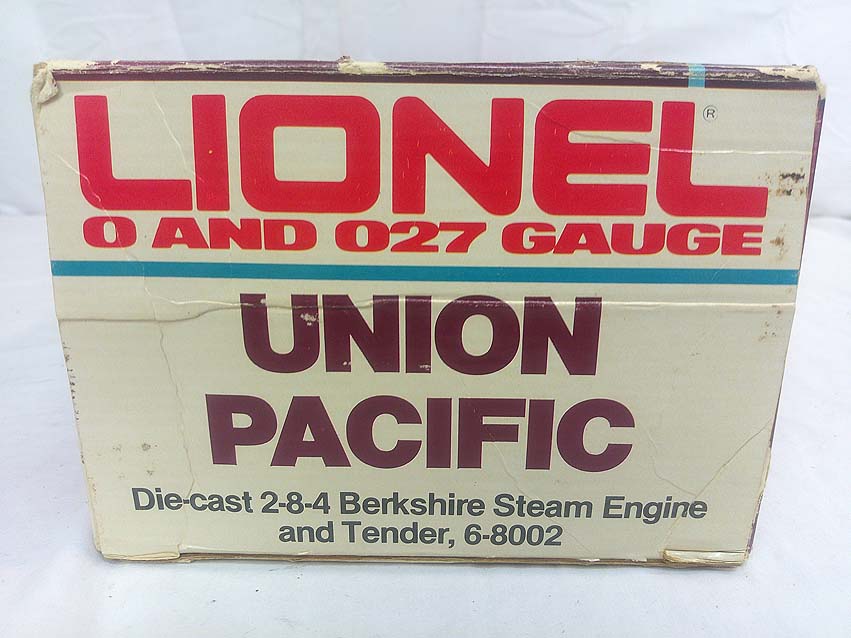 LIONEL®
O AND O27 GAUGE
UNION
PACIFIC
Die-cast 2-8-4 Berkshire Steam Engine
and Tender, 6-8002